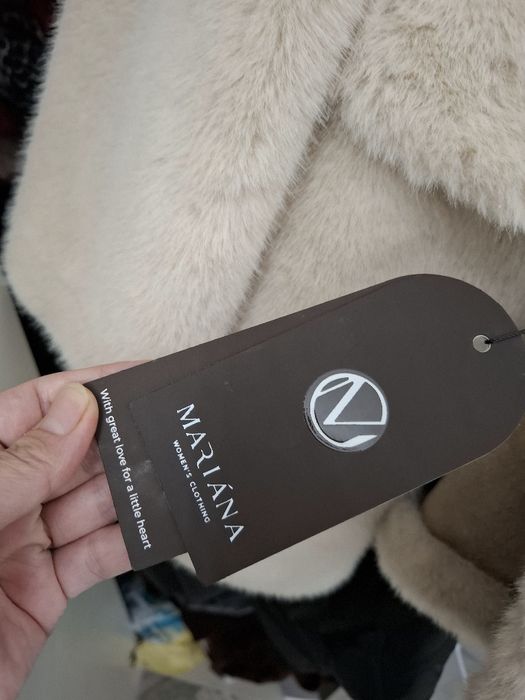 MARIÁNA
WOMEN'S CLOTHING
With great love for a little heart